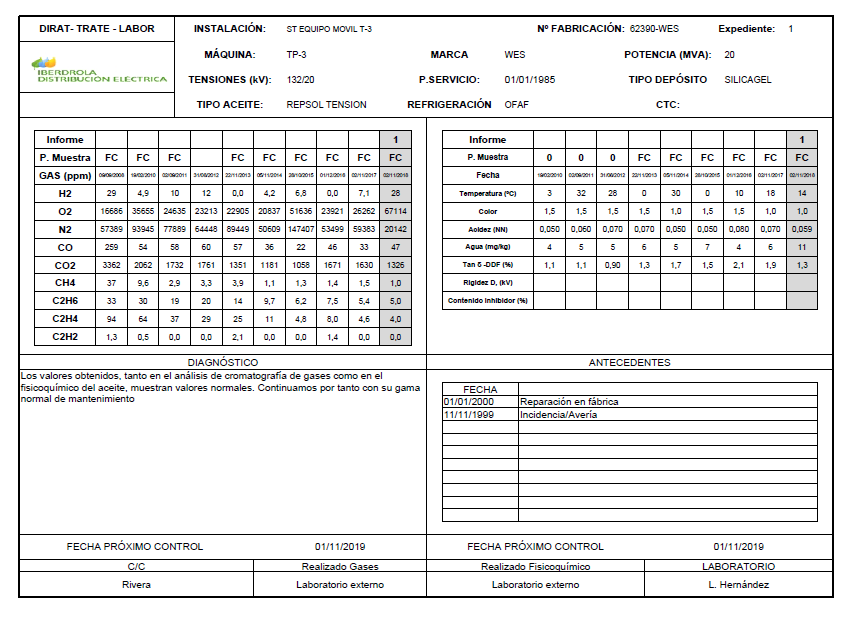 DIRAT- TRATE - LABOR INSTALACIÓN: ST EQUIPO MOVIL T-3 Nº FABRICACIÓN: 62390-WES Expediente: 1
MÁQUINA: TP-3 MARCA WES POTENCIA (MVA): 20
IBERDROLA
DISTRIBUCIÓN ELÉCTRICA
TENSIONES (kV): 132/20 P.SERVICIO: 01/01/1985 TIPO DEPÓSITO SILICAGEL
TIPO ACEITE: REPSOL TENSION REFRIGERACIÓN OFAF CTC:
Informe 1
P. Muestra FC FC FC FC FC FC FC FC FC
GAS (ppm) 09/09/2008 19/02/2010 02/09/2011 31/08/2012 22/11/2013 05/11/2014 28/10/2015 01/12/2016 02/11/2017 02/11/2018
H2 29 4,9 10 12 0,0 4,2 6,8 0,0 7,1 28
O2 16686 35655 24635 23213 22905 20837 51636 23921 26262 67114
N2 57389 93945 77889 64448 89449 50609 147407 53499 59383 20142
CO 259 54 58 60 57 36 22 46 33 47
CO2 3362 2062 1732 1761 1351 1181 1058 1671 1630 1326
CH4 37 9,6 2,9 3,3 3,9 1,1 1,3 1,4 1,5 1,0
C2H6 33 30 19 20 14 9,7 6,2 7,5 5,4 5,0
C2H4 94 64 37 29 25 11 4,8 8,0 4,6 4,0
C2H2 1,3 0,5 0,0 0,0 2,1 0,0 0,0 1,4 0,0 0,0
Informe 1
P. Muestra 0 0 0 FC FC FC FC FC FC
Fecha 19/02/2010 02/09/2011 31/08/2012 22/11/2013 05/11/2014 28/10/2015 01/12/2016 02/11/2017 02/11/2018
Temperatura (ºC) 3 32 28 0 30 0 10 18 14
Color 1,5 1,5 1,5 1,5 1,0 1,5 1,5 1,0 1,0
Acidez (NN) 0,050 0,060 0,070 0,070 0,050 0,050 0,080 0,070 0,059
Agua (mg/kg) 4 5 5 6 5 7 4 6 11
Tan δ -DDF (%) 1,1 1,1 0,90 1,3 1,7 1,5 2,1 1,9 1,3
Rigidez D, (kV)
Contenido Inhibidor (%)
DIAGNÓSTICO
Los valores obtenidos, tanto en el análisis de cromatografía de gases como en el
fisicoquímico del aceite, muestran valores normales. Continuamos por tanto con su gama
normal de mantenimiento
ANTECEDENTES
FECHA
01/01/2000 Reparación en fábrica
11/11/1999 Incidencia/Avería
FECHA PRÓXIMO CONTROL 01/11/2019 FECHA PRÓXIMO CONTROL 01/11/2019
C/C Realizado Gases Realizado Fisicoquímico LABORATORIO
Rivera Laboratorio externo Laboratorio externo L. Hernández